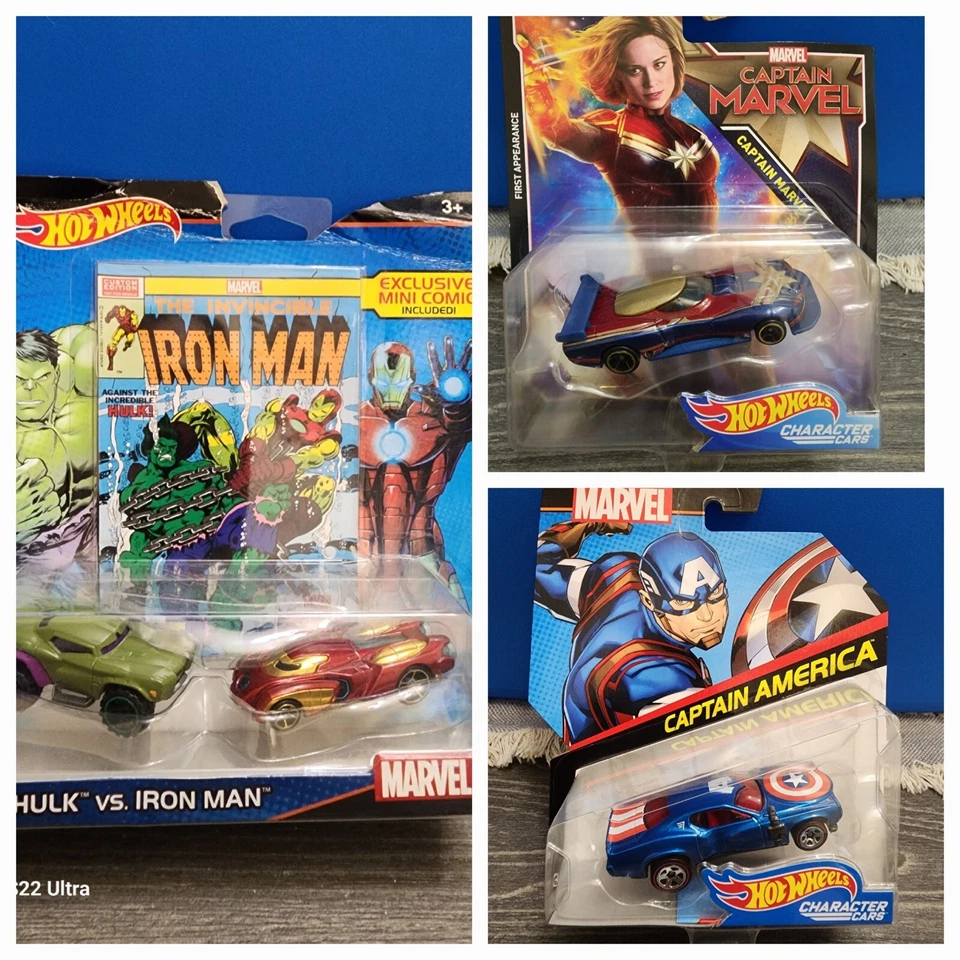 HOT WHEELS
3+
CUSTOM EDITION
MARVEL
EXCLUSIVE
MINI COMIC
INCLUDED!
THE INVINCIBLE
IRON MAN
AGAINST THE
INCREDIBLE
HULK!
HULK™ VS. IRON MAN™
MARVEL
S22 Ultra
FIRST APPEARANCE
MARVEL
CAPTAIN
MARVEL
CAPTAIN MARV
HOT WHEELS
CHARACTER
CARS
MARVEL
CAPTAIN AMERICA™
A
HOT WHEELS
CHARACTER
CARS